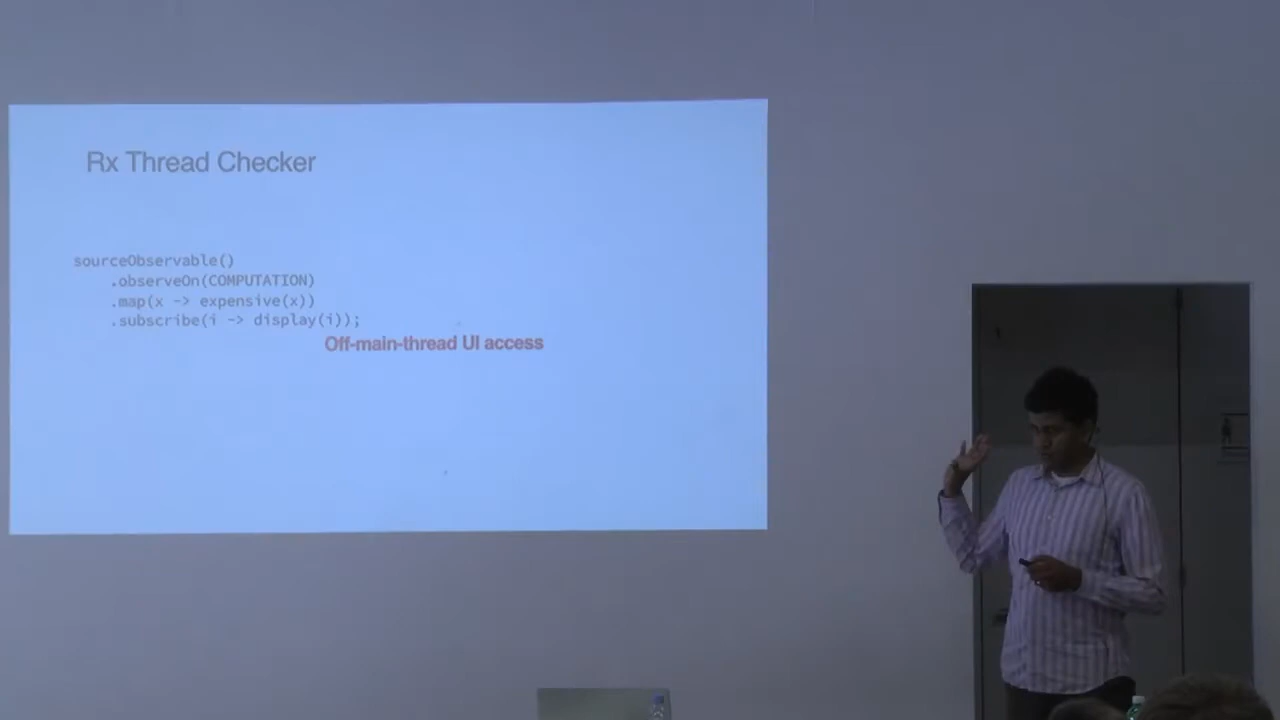 Rx Thread Checker
sourceObservable()
.observeOn(COMPUTATION)
.map(x -> expensive(x))
.subscribe(i -> display(i));
Off-main-thread UI access